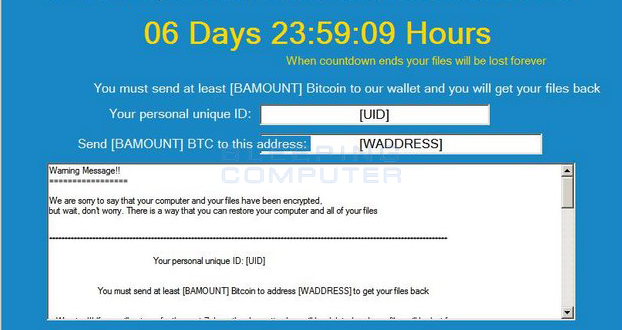 06 Days 23:59:09 Hours
When countdown ends your files will be lost forever
You must send at least [BAMOUNT] Bitcoin to our wallet and you will get your files back
Your personal unique ID: [UID]
Send [BAMOUNT] BTC to this address: [WADDRESS]
BLEEPING
COMPUTER
Warning Message!!
=================
We are sorry to say that your computer and your files have been encrypted,
but wait, don't worry. There is a way that you can restore your computer and all of your files
Your personal unique ID: [UID]
You must send at least [BAMOUNT] Bitcoin to address [WADDRESS] to get your files back